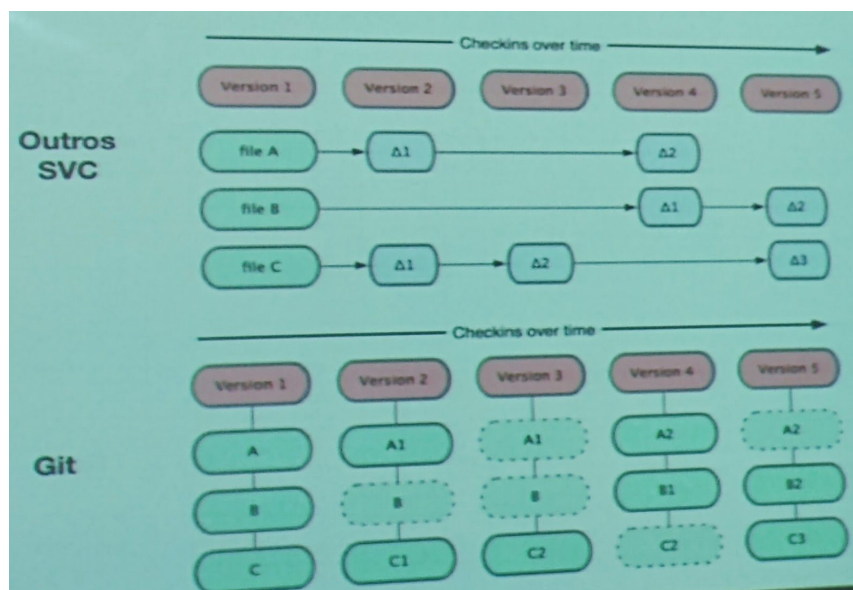 Checkins over time
Version 1 Version 2 Version 3 Version 4 Version 5
Outros
SVC
file A Δ1 Δ2
file B Δ1 Δ2
file C Δ1 Δ2 Δ3
Checkins over time
Version 1 Version 2 Version 3 Version 4 Version 5
Git
A A1 A1 A2 A2
B B B B1 B2
C C1 C2 C2 C3